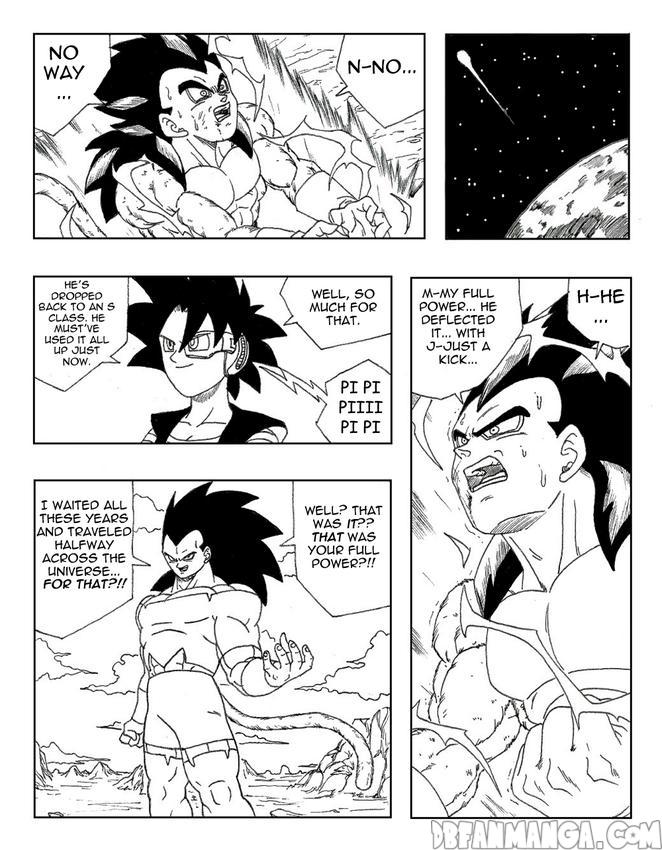 N-NO...
NO
WAY
...
H-HE
...
M-MY FULL
POWER... HE
DEFLECTED
IT... WITH
J-JUST A
KICK...
WELL, SO
MUCH FOR
THAT.
PI PI
PIIII
PI PI
HE'S
DROPPED
BACK TO AN S
CLASS. HE
MUST'VE
USED IT ALL
UP JUST
NOW.
WELL? THAT
WAS IT??
THAT WAS
YOUR FULL
POWER?!!
I WAITED ALL
THESE YEARS
AND TRAVELED
HALFWAY
ACROSS THE
UNIVERSE...
FOR THAT?!!
DBFANMANGA.COM